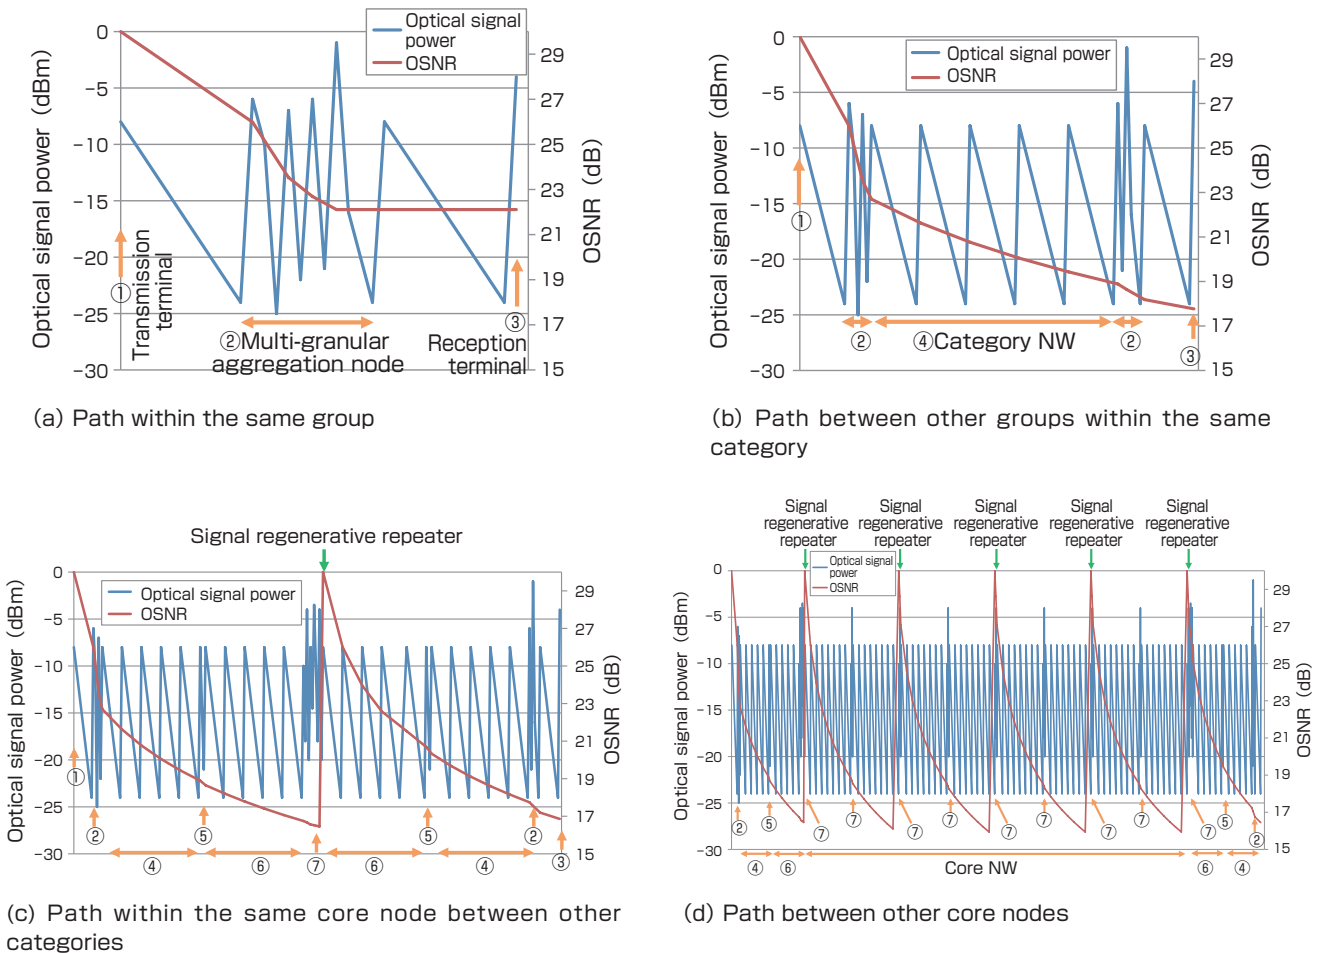 Optical signal power
OSNR
Optical signal power (dBm)
0
−5
−10
−15
−20
−25
−30
29
27
25
23
21
19
17
15
OSNR (dB)
①
Transmission terminal
②Multi-granular
aggregation node
③
Reception
terminal
(a) Path within the same group
Optical signal power
OSNR
Optical signal power (dBm)
0
−5
−10
−15
−20
−25
−30
29
27
25
23
21
19
17
15
OSNR (dB)
①
②
④Category NW
②
③
(b) Path between other groups within the same
category
Signal regenerative repeater
Optical signal power
OSNR
Optical signal power (dBm)
0
−5
−10
−15
−20
−25
−30
29
27
25
23
21
19
17
15
OSNR (dB)
①
②
⑤
⑤
②
④
⑥
⑦
⑥
④
③
(c) Path within the same core node between other
categories
Signal
regenerative
repeater
Signal
regenerative
repeater
Signal
regenerative
repeater
Signal
regenerative
repeater
Signal
regenerative
repeater
Optical signal
power
OSNR
Optical signal power (dBm)
0
−5
−10
−15
−20
−25
−30
29
27
25
23
21
19
17
15
OSNR (dB)
②
⑤
⑦
⑦
⑦
⑦
⑦
⑦
⑦
⑦
⑦
⑤
②
④
⑥
Core NW
⑥
④
(d) Path between other core nodes